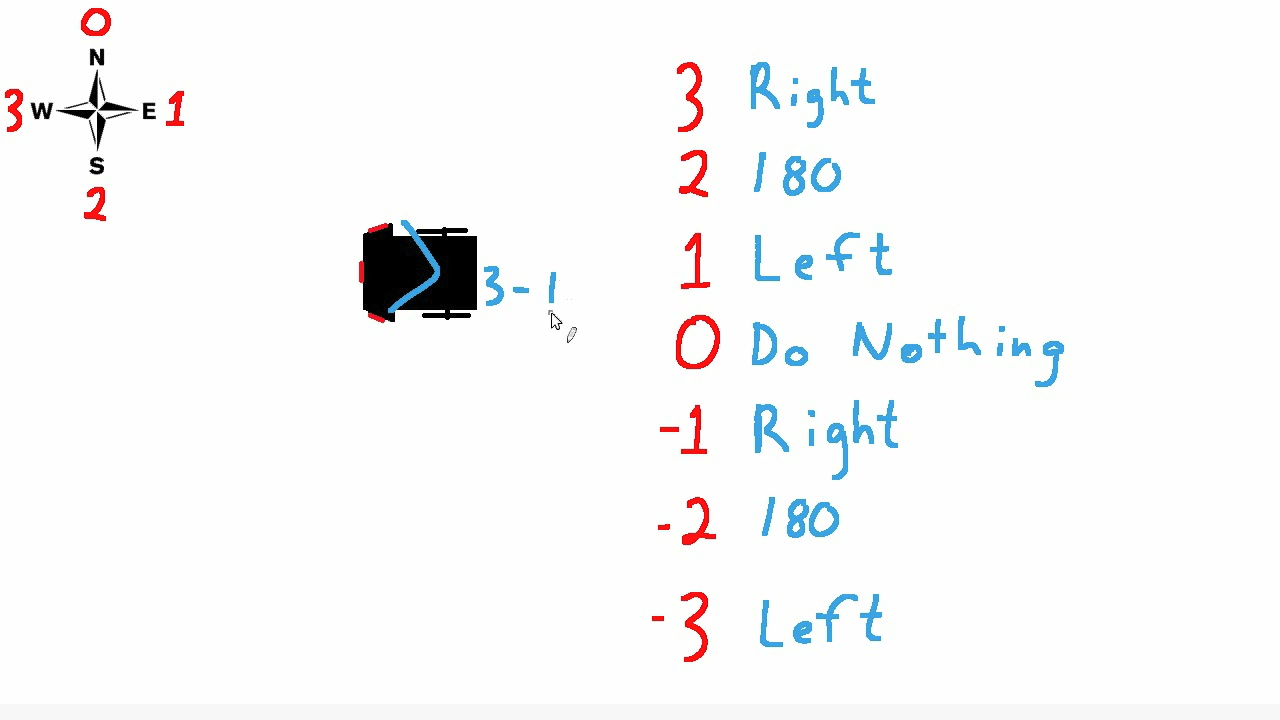 0
N
3 W E 1
S
2
3 - 1
3 Right
2 180
1 Left
0 Do Nothing
-1 Right
-2 180
-3 Left